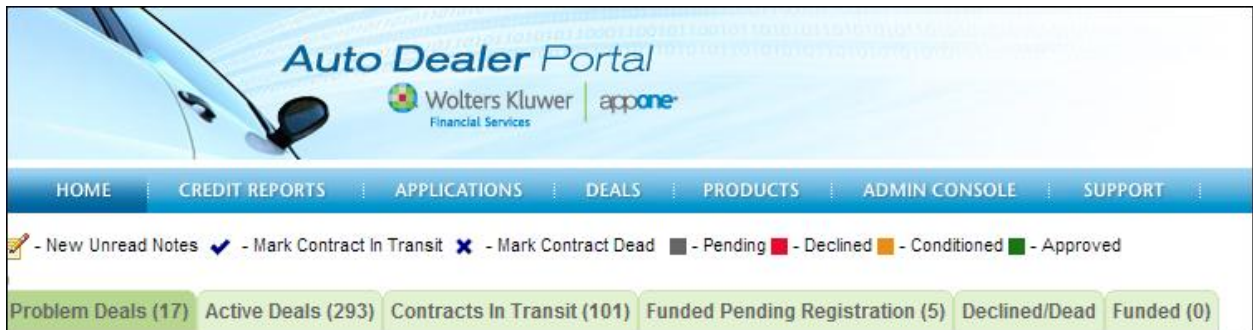 Auto Dealer Portal
Wolters Kluwer appone
Financial Services
HOME CREDIT REPORTS APPLICATIONS DEALS PRODUCTS ADMIN CONSOLE SUPPORT
- New Unread Notes - Mark Contract In Transit - Mark Contract Dead - Pending - Declined - Conditioned - Approved
Problem Deals (17) Active Deals (293) Contracts In Transit (101) Funded Pending Registration (5) Declined/Dead Funded (0)